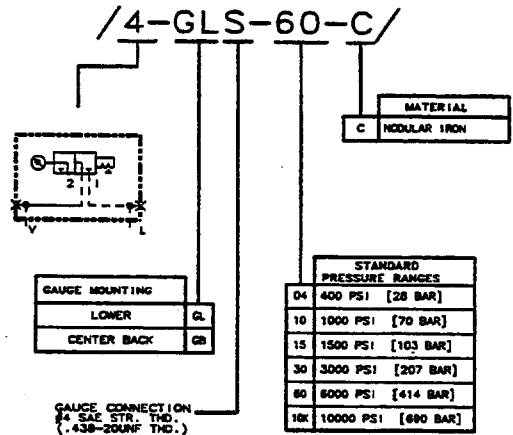 /4-GLS-60-C/
MATERIAL
C NODULAR IRON
2 1
V L
GAUGE MOUNTING
LOWER GL
CENTER BACK GB
STANDARD
PRESSURE RANGES
04 400 PSI [28 BAR]
10 1000 PSI [70 BAR]
15 1500 PSI [103 BAR]
30 3000 PSI [207 BAR]
60 6000 PSI [414 BAR]
10K 10000 PSI [690 BAR]
GAUGE CONNECTION
#4 SAE STR. THD.
(.438-20UNF THD.)